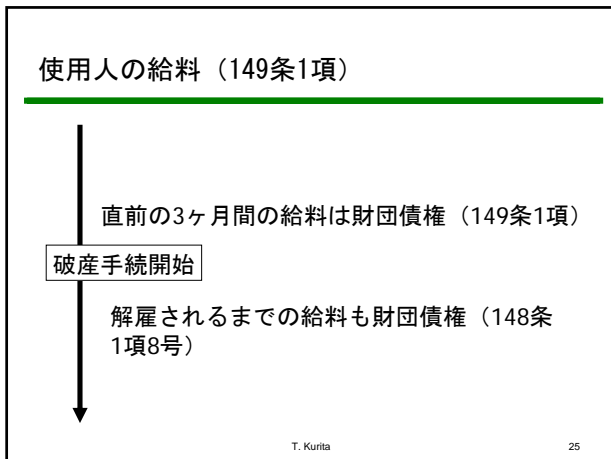 使用人の給料（149条1項）
直前の3ヶ月間の給料は財団債権（149条1項）
破産手続開始
解雇されるまでの給料も財団債権（148条
1項8号）
T. Kurita
25